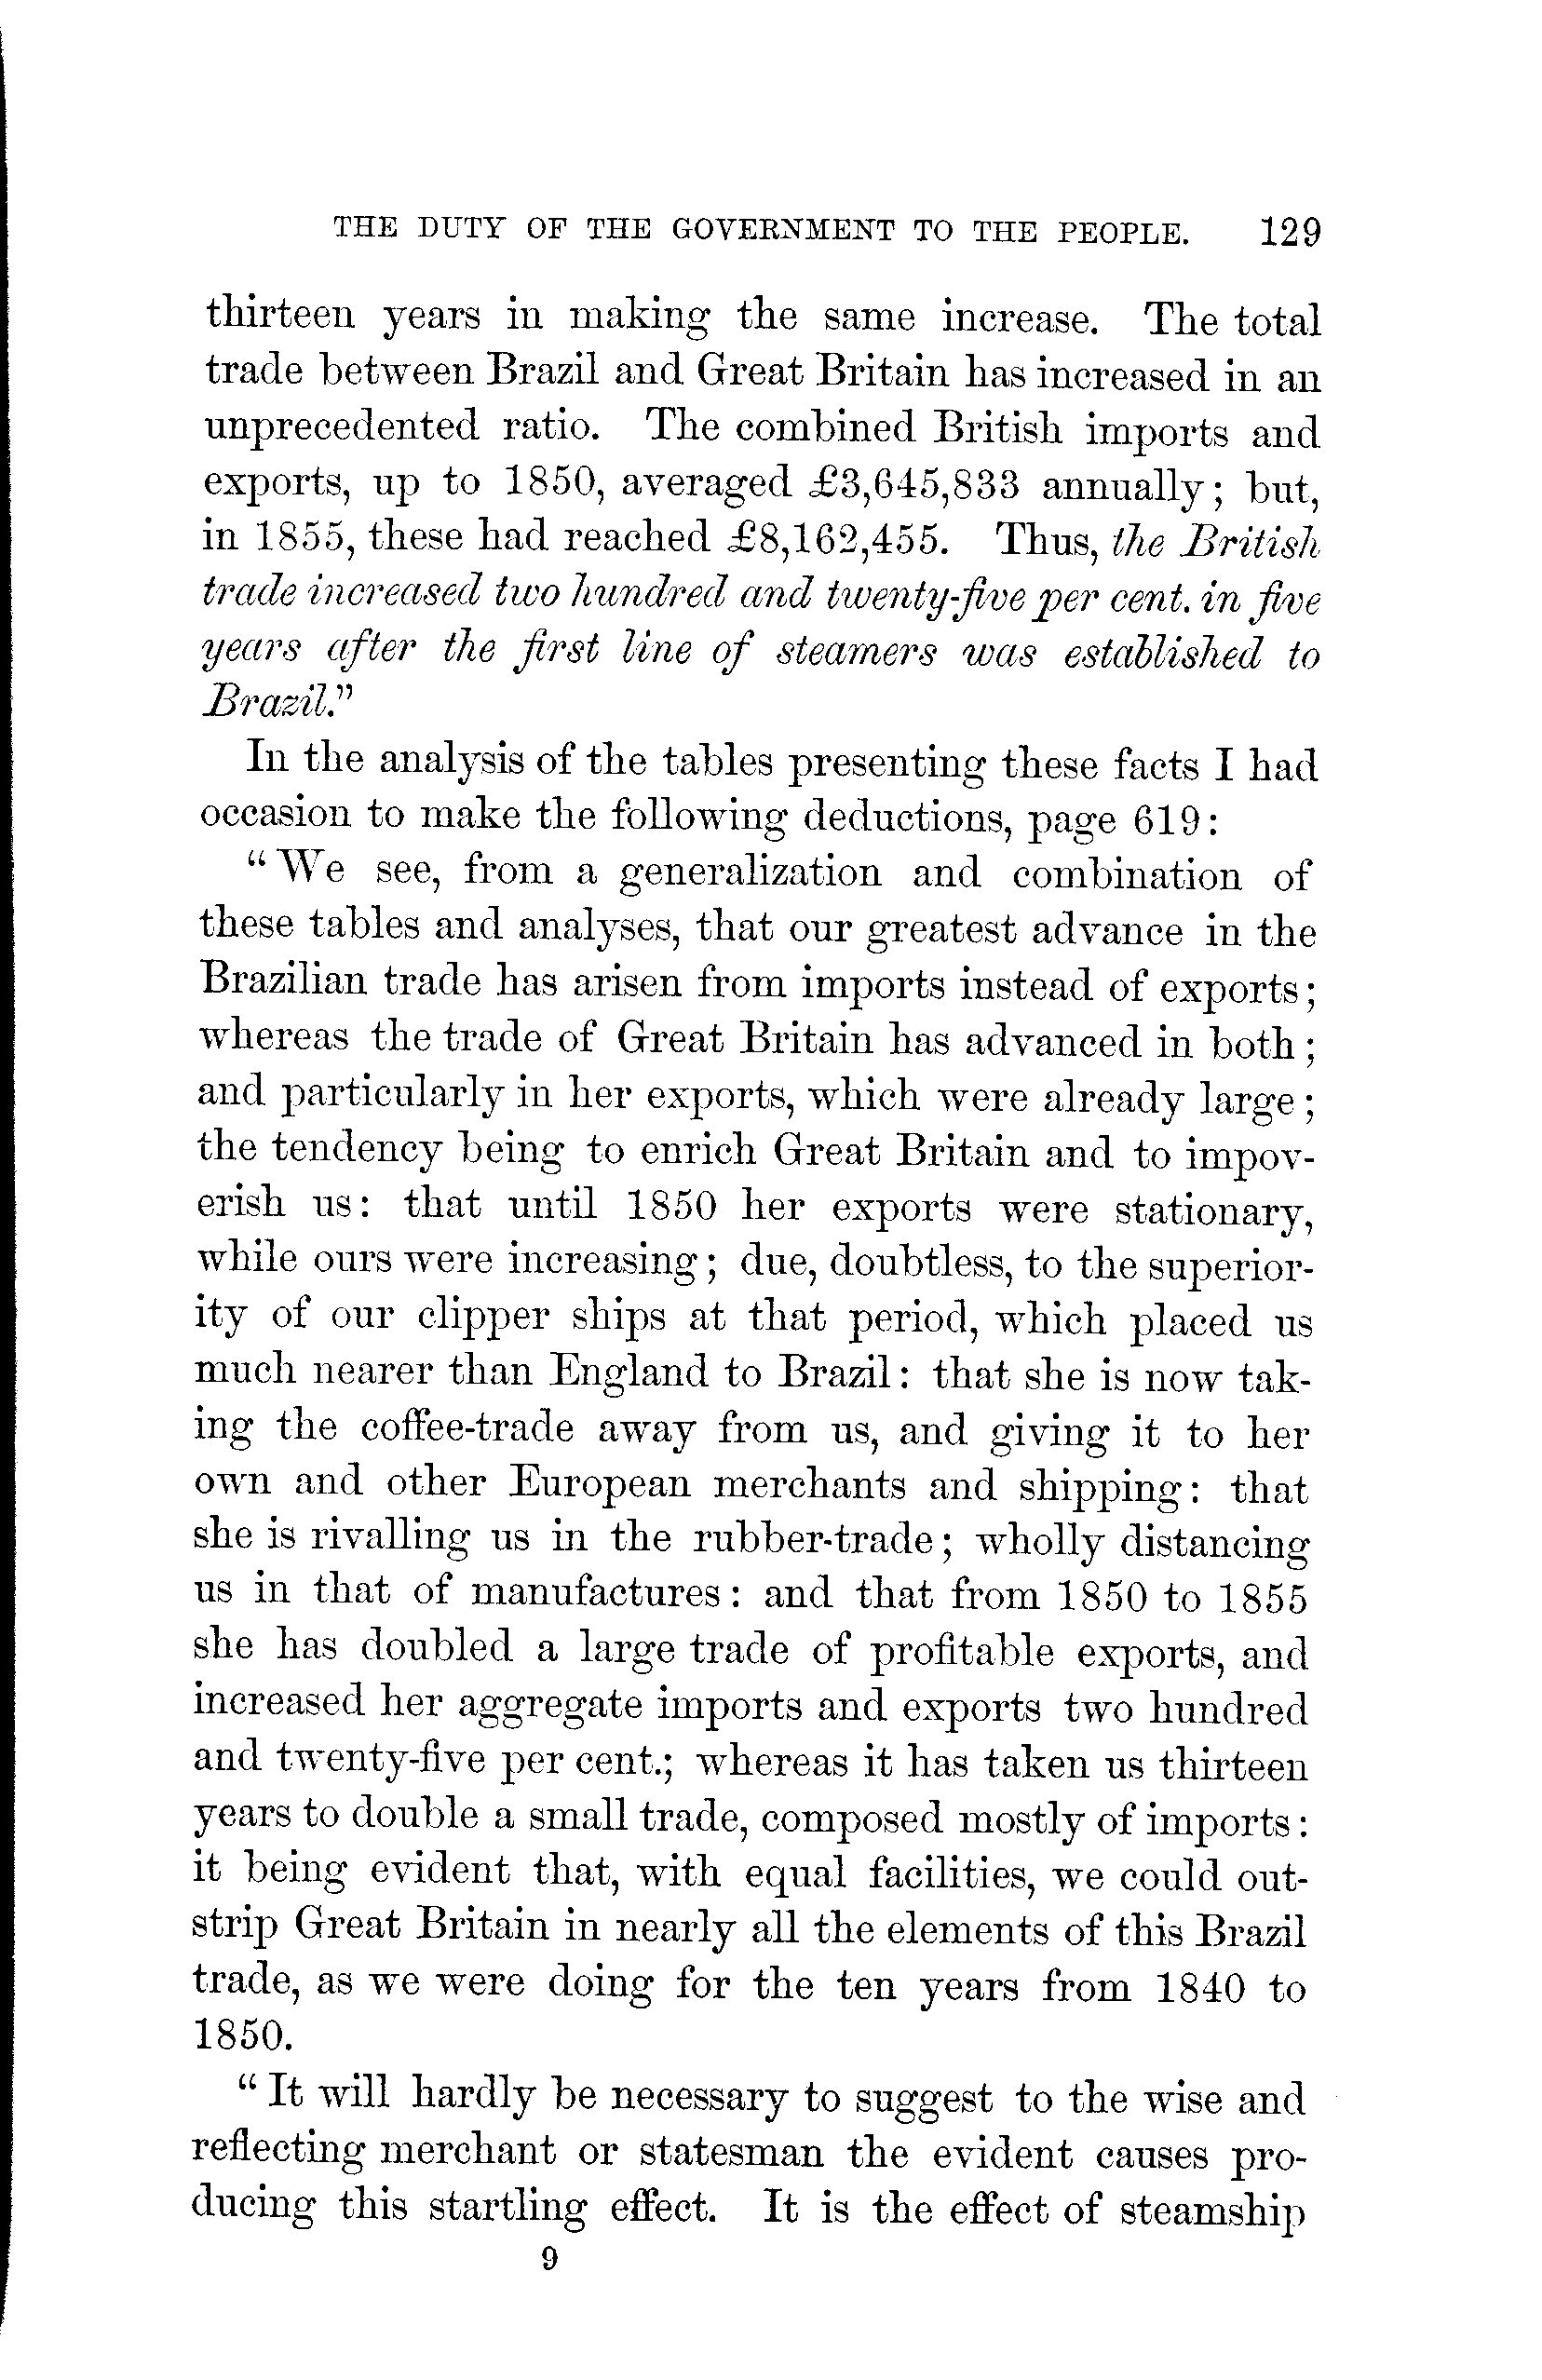 THE DUTY OF THE GOVERNMENT TO THE PEOPLE. 129
thirteen years in making the same increase. The total
trade between Brazil and Great Britain has increased in an
unprecedented ratio. The combined British imports and
exports, up to 1850, averaged £3,645,833 annually; but,
in 1855, these had reached £8,162,455. Thus, the British
trade increased two hundred and twenty-five per cent. in five
years after the first line of steamers was established to
Brazil."
In the analysis of the tables presenting these facts I had
occasion to make the following deductions, page 619:
"We see, from a generalization and combination of
these tables and analyses, that our greatest advance in the
Brazilian trade has arisen from imports instead of exports;
whereas the trade of Great Britain has advanced in both;
and particularly in her exports, which were already large;
the tendency being to enrich Great Britain and to impov-
erish us: that until 1850 her exports were stationary,
while ours were increasing; due, doubtless, to the superior-
ity of our clipper ships at that period, which placed us
much nearer than England to Brazil: that she is now tak-
ing the coffee-trade away from us, and giving it to her
own and other European merchants and shipping: that
she is rivalling us in the rubber-trade; wholly distancing
us in that of manufactures: and that from 1850 to 1855
she has doubled a large trade of profitable exports, and
increased her aggregate imports and exports two hundred
and twenty-five per cent.; whereas it has taken us thirteen
years to double a small trade, composed mostly of imports:
it being evident that, with equal facilities, we could out-
strip Great Britain in nearly all the elements of this Brazil
trade, as we were doing for the ten years from 1840 to
1850.
"It will hardly be necessary to suggest to the wise and
reflecting merchant or statesman the evident causes pro-
ducing this startling effect. It is the effect of steamship
9